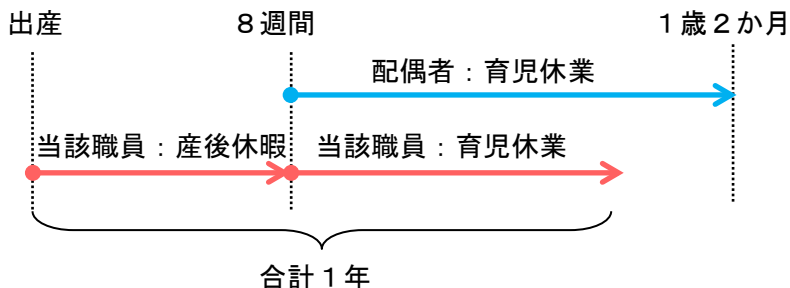 出産
８週間
１歳２か月
配偶者：育児休業
当該職員：産後休暇
当該職員：育児休業
合計１年